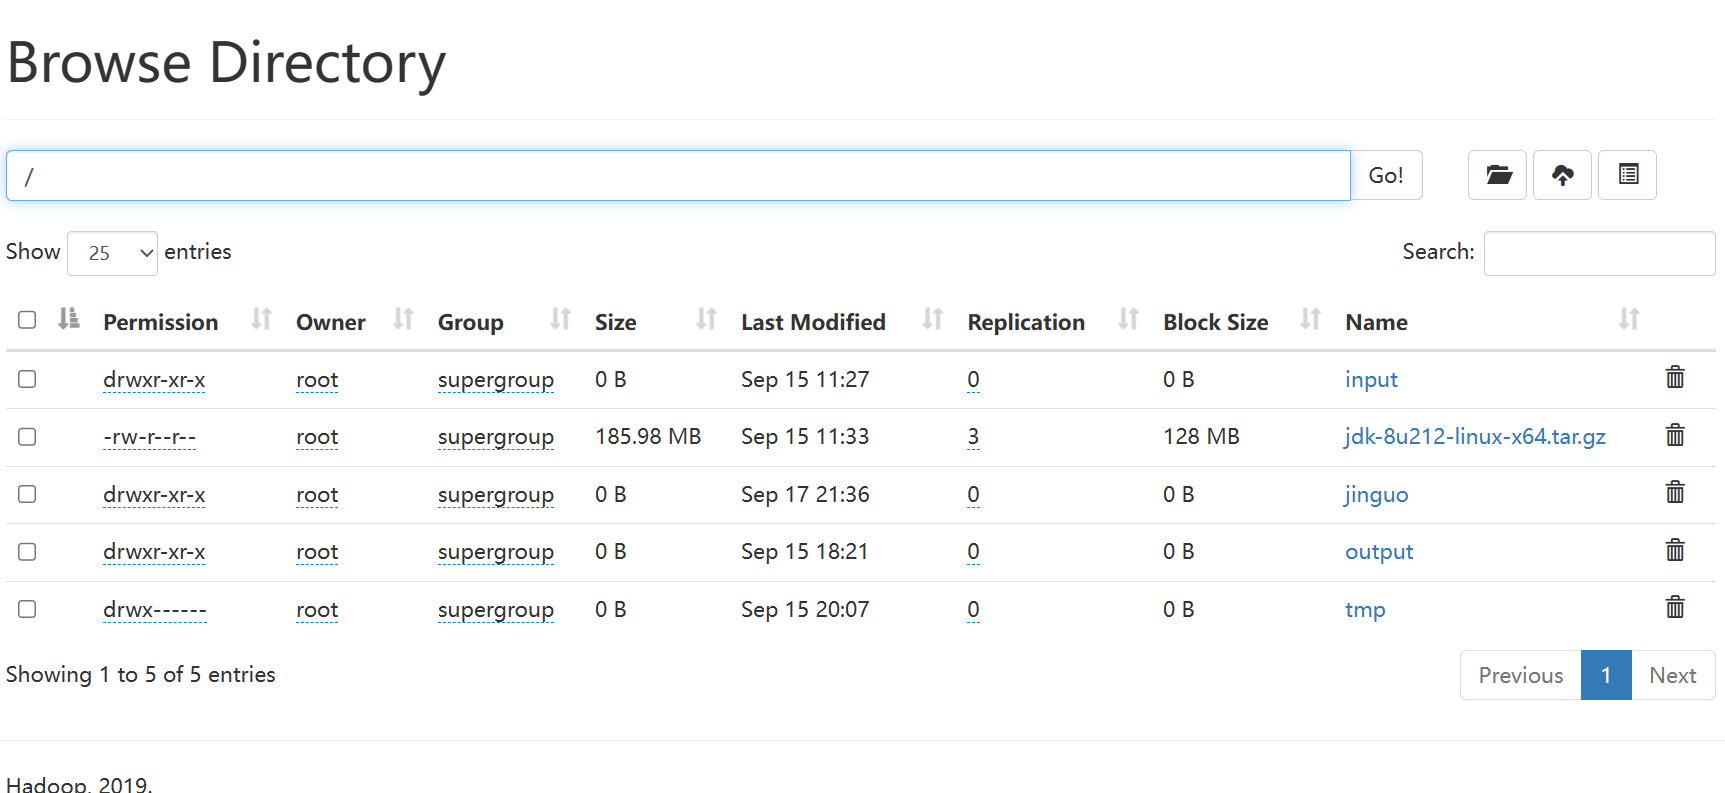 Browse Directory
/ Go!
Show 25 entries Search:
Permission Owner Group Size Last Modified Replication Block Size Name
drwxr-xr-x root supergroup 0 B Sep 15 11:27 0 0 B input
-rw-r--r-- root supergroup 185.98 MB Sep 15 11:33 3 128 MB jdk-8u212-linux-x64.tar.gz
drwxr-xr-x root supergroup 0 B Sep 17 21:36 0 0 B jinguo
drwxr-xr-x root supergroup 0 B Sep 15 18:21 0 0 B output
drwx------ root supergroup 0 B Sep 15 20:07 0 0 B tmp
Showing 1 to 5 of 5 entries Previous 1 Next
Hadoop, 2019.